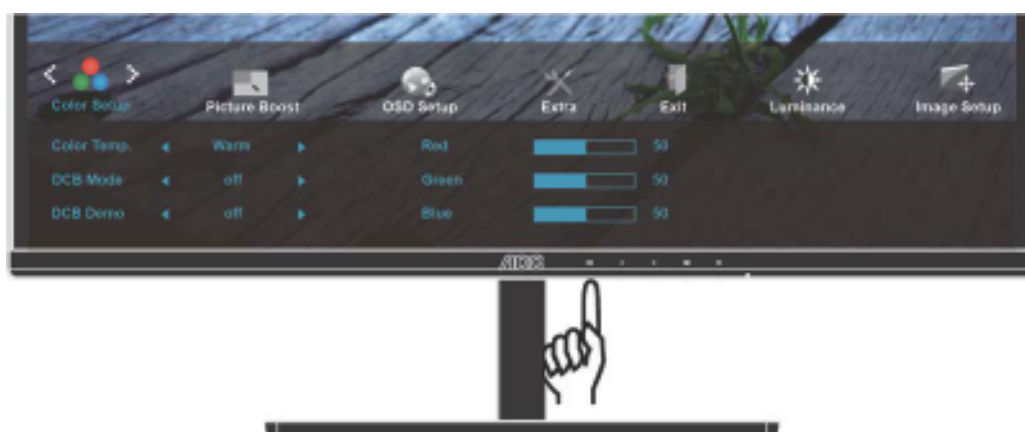 < >
Color Setup Picture Boost OSD Setup Extra Exit Luminance Image Setup
Color Temp. Warm Red 50
DCB Mode off Green 50
DCB Demo off Blue 50
AOC